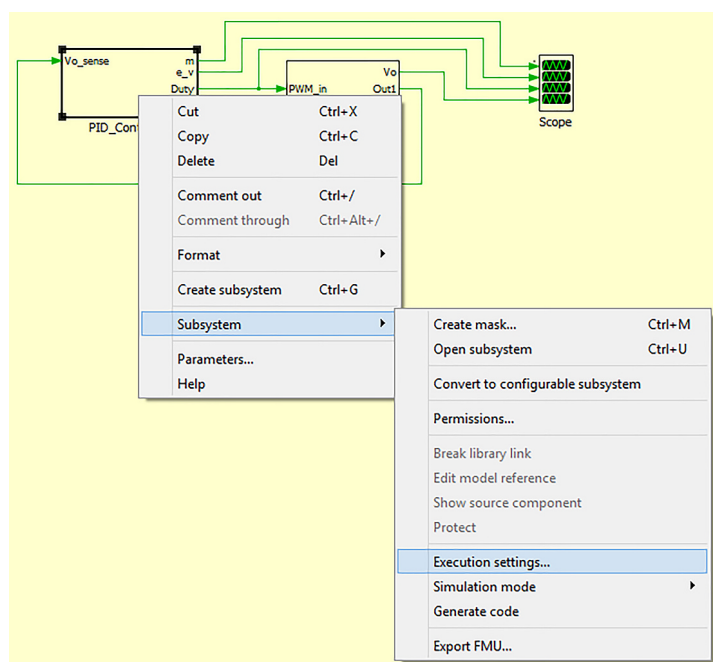 Vo_sense
m
e_v
Duty
PWM_in
Vo
Out1
Scope
Cut Ctrl+X
Copy Ctrl+C
Delete Del
Comment out Ctrl+/
Comment through Ctrl+Alt+/
Format
Create subsystem Ctrl+G
Subsystem
Parameters...
Help
Create mask... Ctrl+M
Open subsystem Ctrl+U
Convert to configurable subsystem
Permissions...
Break library link
Edit model reference
Show source component
Protect
Execution settings...
Simulation mode
Generate code
Export FMU...